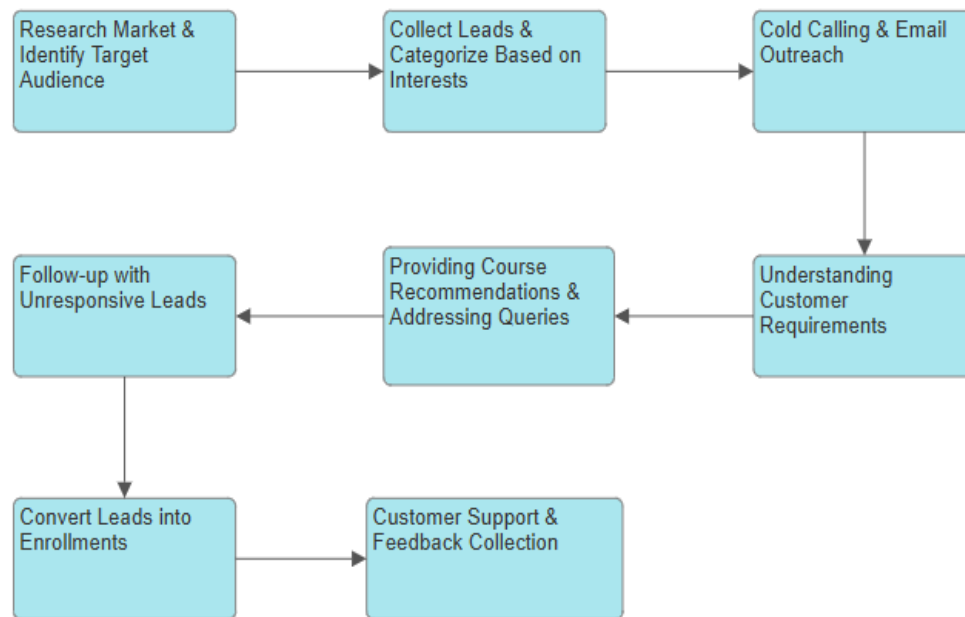 Research Market &
Identify Target
Audience
Collect Leads &
Categorize Based on
Interests
Cold Calling & Email
Outreach
Understanding
Customer
Requirements
Providing Course
Recommendations &
Addressing Queries
Follow-up with
Unresponsive Leads
Convert Leads into
Enrollments
Customer Support &
Feedback Collection